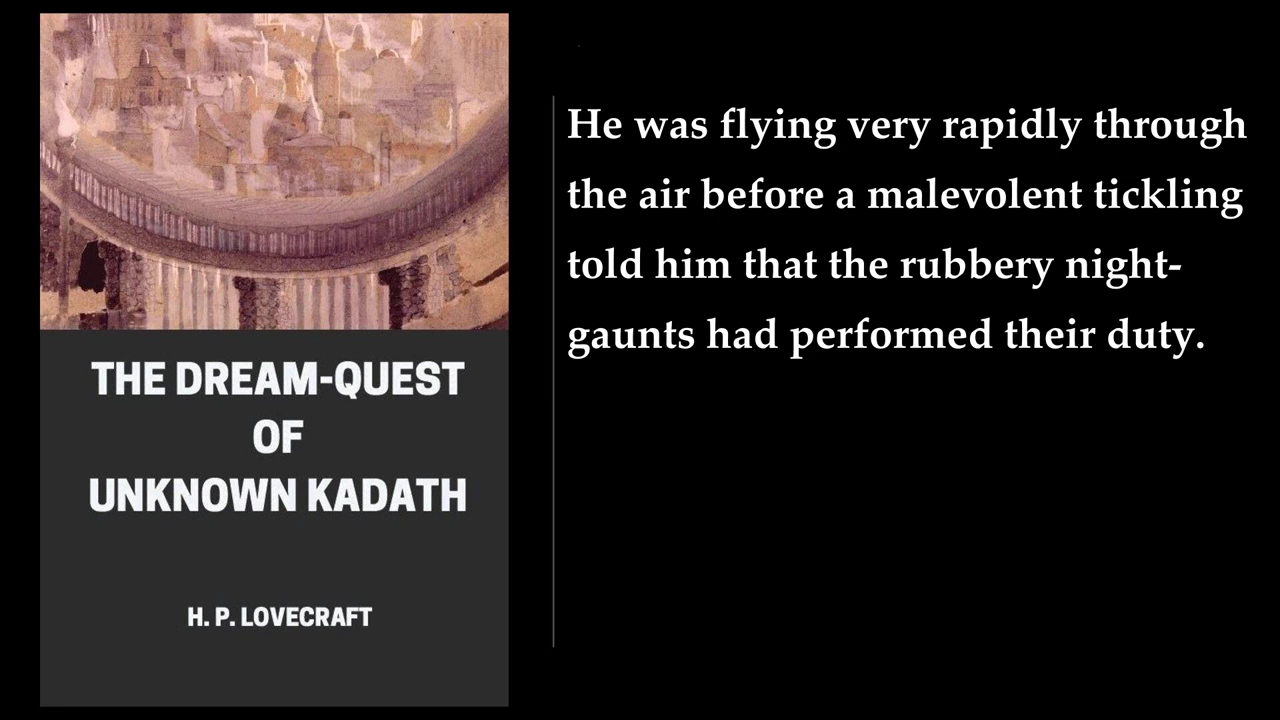 THE DREAM-QUEST
OF
UNKNOWN KADATH
H. P. LOVECRAFT
He was flying very rapidly through
the air before a malevolent tickling
told him that the rubbery night-
gaunts had performed their duty.